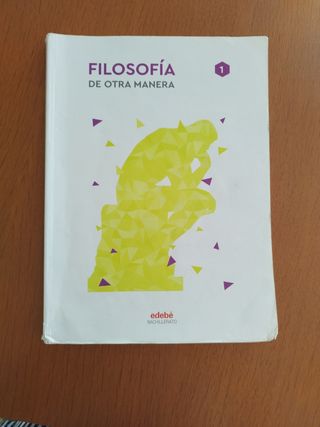 FILOSOFÍA
1
DE OTRA MANERA
edebé
BACHILLERATO